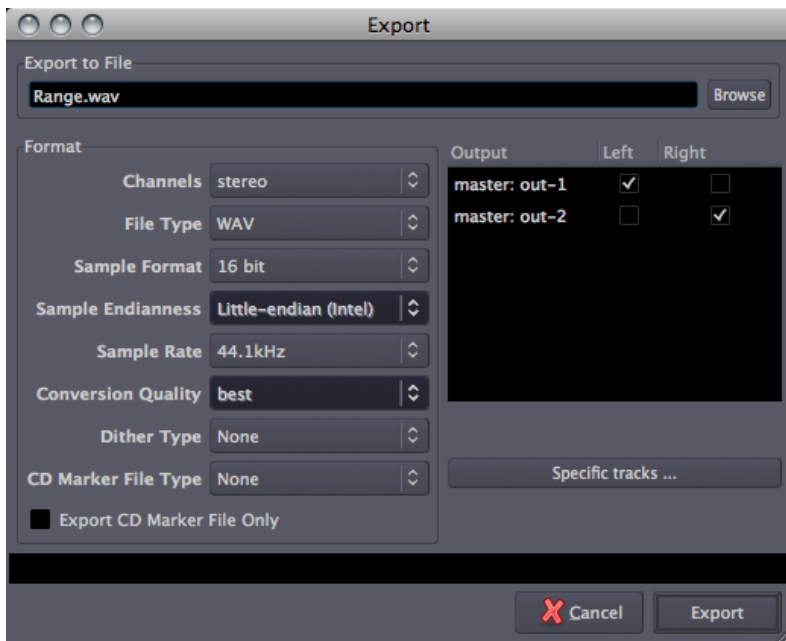 Export
Export to File
Range.wav
Browse
Format
Channels stereo
File Type WAV
Sample Format 16 bit
Sample Endianness Little-endian (Intel)
Sample Rate 44.1kHz
Conversion Quality best
Dither Type None
CD Marker File Type None
Export CD Marker File Only
Output Left Right
master: out-1
master: out-2
Specific tracks ...
Cancel
Export